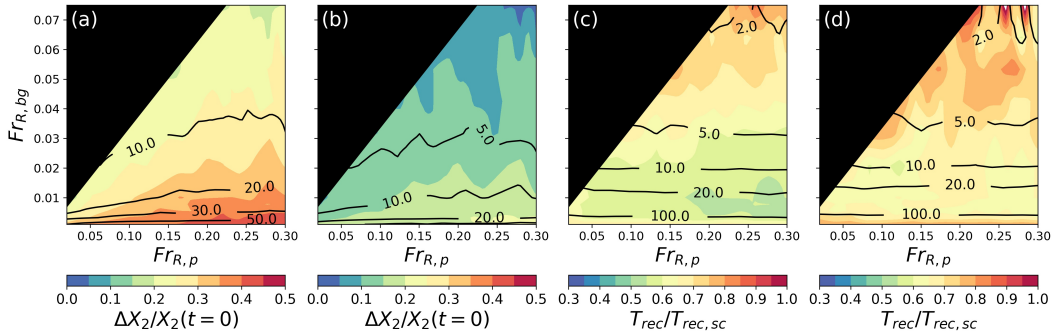 (a)
(b)
(c)
(d)
0.07
0.06
0.05
0.04
0.03
0.02
0.01
Fr_{R, bg}
10.0
20.0
30.0
50.0
5.0
10.0
20.0
2.0
5.0
10.0
20.0
100.0
2.0
5.0
10.0
20.0
100.0
0.05 0.10 0.15 0.20 0.25 0.30
0.05 0.10 0.15 0.20 0.25 0.30
0.05 0.10 0.15 0.20 0.25 0.30
0.05 0.10 0.15 0.20 0.25 0.30
Fr_{R, p}
Fr_{R, p}
Fr_{R, p}
Fr_{R, p}
0.0 0.1 0.2 0.3 0.4 0.5
0.0 0.1 0.2 0.3 0.4 0.5
0.3 0.4 0.5 0.6 0.7 0.8 0.9 1.0
0.3 0.4 0.5 0.6 0.7 0.8 0.9 1.0
ΔX_2/X_2(t = 0)
ΔX_2/X_2(t = 0)
T_{rec}/T_{rec, sc}
T_{rec}/T_{rec, sc}